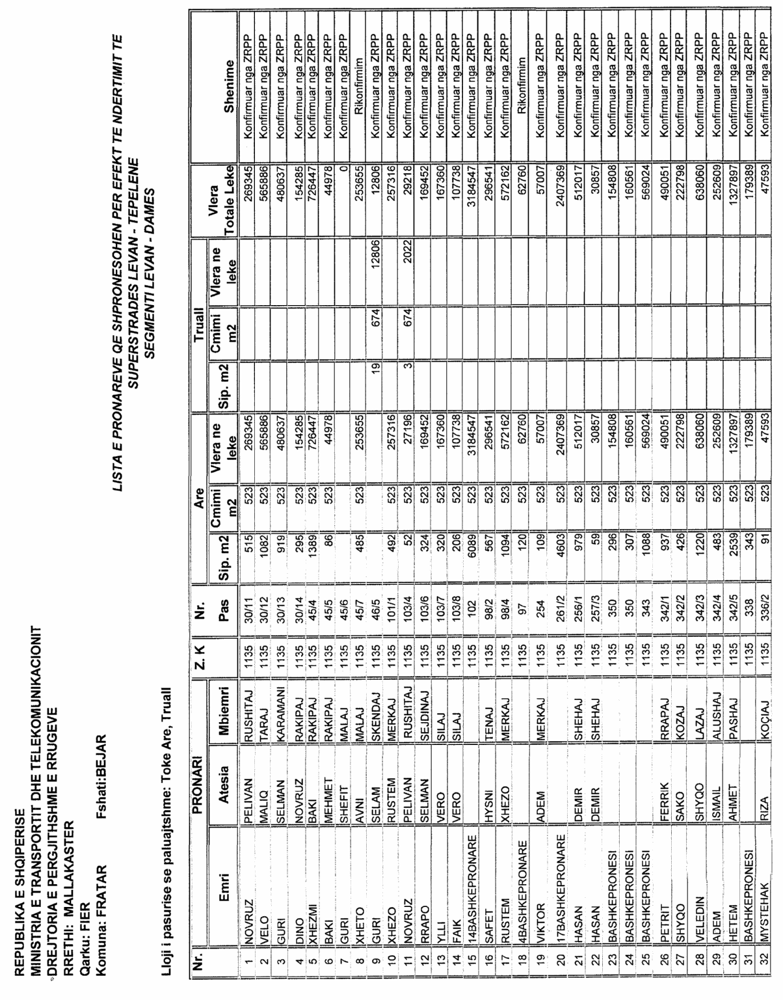 REPUBLIKA E SHQIPERISE
MINISTRIA E TRANSPORTIT DHE TELEKOMUNIKACIONIT
DREJTORIA E PERGJITHSHME E RRUGEVE
RRETHI: MALLAKASTER
Qarku: FIER
Komuna: FRATAR Fshati:BEJAR
LISTA E PRONAREVE QE SHPRONESOHEN PER EFEKT TE NDERTIMIT TE
SUPERSTRADES LEVAN - TEPELENE
SEGMENTI LEVAN - DAMES
Lloji i pasurise se paluajtshme: Toke Are, Truall
Nr. PRONARI Z. K Nr. Are Truall Vlera Shenime
Emri Atesia Mbiemri Pas Sip. m2 Cmimi m2 Vlera ne leke Sip. m2 Cmimi m2 Vlera ne leke Totale Leke
1 NOVRUZ PELIVAN RUSHITAJ 1135 30/11 515 523 269345 269345 Konfirmuar nga ZRPP
2 VELO MALIQ TARAJ 1135 30/12 1082 523 565886 565886 Konfirmuar nga ZRPP
3 GURI SELMAN KARAMANI 1135 30/13 919 523 480637 480637 Konfirmuar nga ZRPP
4 DINO NOVRUZ RAKIPAJ 1135 30/14 295 523 154285 154285 Konfirmuar nga ZRPP
5 XHEZMI BAKI RAKIPAJ 1135 45/4 1389 523 726447 726447 Konfirmuar nga ZRPP
6 BAKI MEHMET RAKIPAJ 1135 45/5 86 523 44978 44978 Konfirmuar nga ZRPP
7 GURI SHEFIT MALAJ 1135 45/6 0 Konfirmuar nga ZRPP
8 XHETO AVNI MALAJ 1135 45/7 485 523 253655 253655 Rikonfirmim
9 GURI SELAM SKENDAJ 1135 46/5 19 674 12806 12806 Konfirmuar nga ZRPP
10 XHEZO RUSTEM MERKAJ 1135 101/1 492 523 257316 257316 Konfirmuar nga ZRPP
11 NOVRUZ PELIVAN RUSHITAJ 1135 103/4 52 523 27196 3 674 2022 29218 Konfirmuar nga ZRPP
12 RRAPO SELMAN SEJDINAJ 1135 103/6 324 523 169452 169452 Konfirmuar nga ZRPP
13 YLLI VERO SILAJ 1135 103/7 320 523 167360 167360 Konfirmuar nga ZRPP
14 FAIK VERO SILAJ 1135 103/8 206 523 107738 107738 Konfirmuar nga ZRPP
15 14BASHKEPRONARE 1135 102 6089 523 3184547 3184547 Konfirmuar nga ZRPP
16 SAFET HYSNI TENAJ 1135 98/2 567 523 296541 296541 Konfirmuar nga ZRPP
17 RUSTEM XHEZO MERKAJ 1135 98/4 1094 523 572162 572162 Konfirmuar nga ZRPP
18 4BASHKEPRONARE 1135 97 120 523 62760 62760 Rikonfirmim
19 VIKTOR ADEM MERKAJ 1135 254 109 523 57007 57007 Konfirmuar nga ZRPP
20 17BASHKEPRONARE 1135 261/2 4603 523 2407369 2407369 Konfirmuar nga ZRPP
21 HASAN DEMIR SHEHAJ 1135 256/1 979 523 512017 512017 Konfirmuar nga ZRPP
22 HASAN DEMIR SHEHAJ 1135 257/3 59 523 30857 30857 Konfirmuar nga ZRPP
23 BASHKEPRONESI 1135 350 296 523 154808 154808 Konfirmuar nga ZRPP
24 BASHKEPRONESI 1135 350 307 523 160561 160561 Konfirmuar nga ZRPP
25 BASHKEPRONESI 1135 343 1088 523 569024 569024 Konfirmuar nga ZRPP
26 PETRIT FERRIK RRAPAJ 1135 342/1 937 523 490051 490051 Konfirmuar nga ZRPP
27 SHYQO SAKO KOZAJ 1135 342/2 426 523 222798 222798 Konfirmuar nga ZRPP
28 VELEDIN SHYQO LAZAJ 1135 342/3 1220 523 638060 638060 Konfirmuar nga ZRPP
29 ADEM ISMAIL ALUSHAJ 1135 342/4 483 523 252609 252609 Konfirmuar nga ZRPP
30 HETEM AHMET PASHAJ 1135 342/5 2539 523 1327897 1327897 Konfirmuar nga ZRPP
31 BASHKEPRONESI 1135 338 343 523 179389 179389 Konfirmuar nga ZRPP
32 MYSTEHAK RIZA KOÇIAJ 1135 336/2 91 523 47593 47593 Konfirmuar nga ZRPP